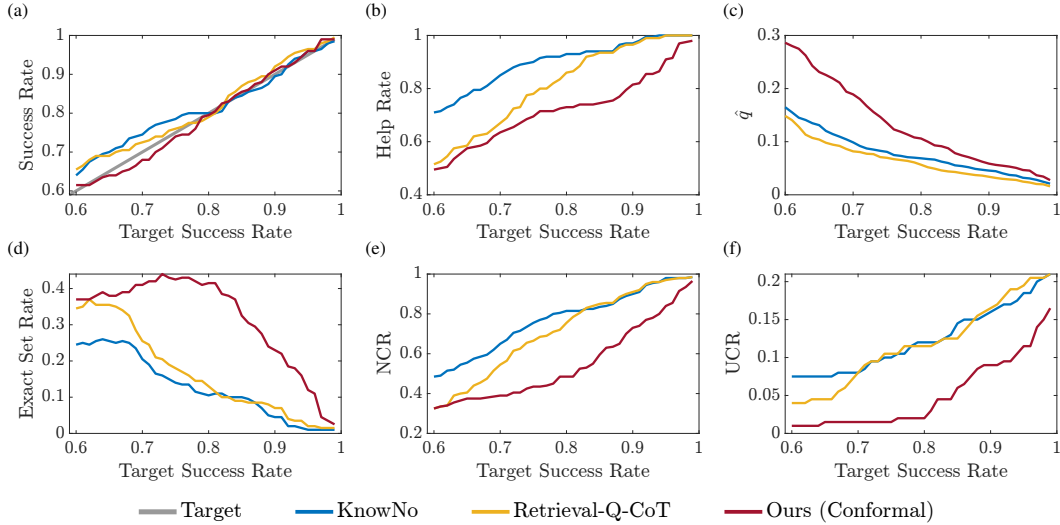 (a)
(b)
(c)
1
0.9
0.8
0.7
0.6
Success Rate
0.6 0.7 0.8 0.9 1
Target Success Rate
1
0.8
0.6
0.4
Help Rate
0.6 0.7 0.8 0.9 1
Target Success Rate
0.3
0.2
0.1
0
q̂
0.6 0.7 0.8 0.9 1
Target Success Rate
(d)
(e)
(f)
0.4
0.3
0.2
0.1
0
Exact Set Rate
0.6 0.7 0.8 0.9 1
Target Success Rate
1
0.8
0.6
0.4
0.2
NCR
0.6 0.7 0.8 0.9 1
Target Success Rate
0.2
0.15
0.1
0.05
0
UCR
0.6 0.7 0.8 0.9 1
Target Success Rate
Target KnowNo Retrieval-Q-CoT Ours (Conformal)